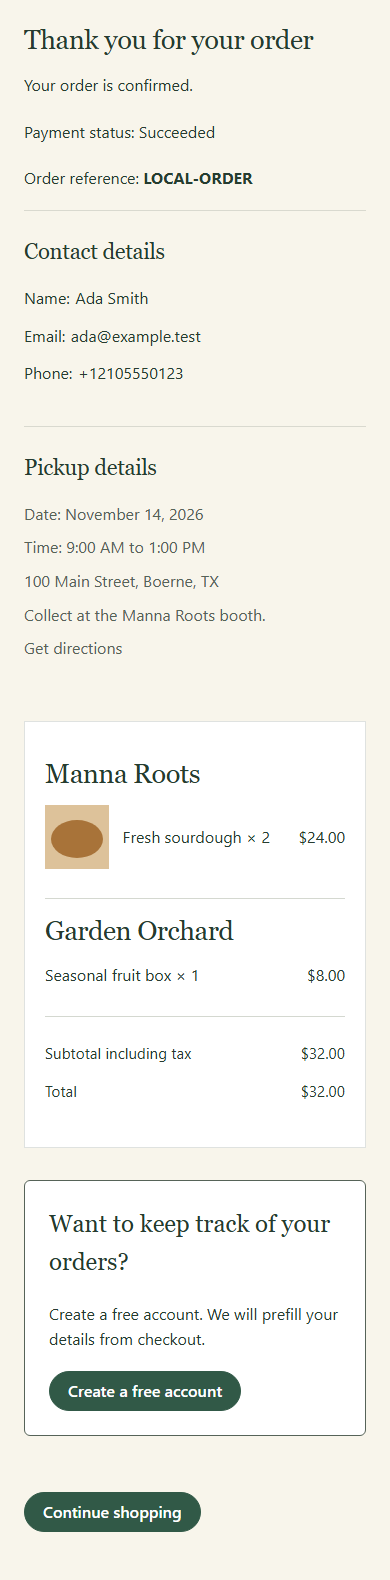 Thank you for your order
Your order is confirmed.
Payment status: Succeeded
Order reference: LOCAL-ORDER
Contact details
Name: Ada Smith
Email: ada@example.test
Phone: +12105550123
Pickup details
Date: November 14, 2026
Time: 9:00 AM to 1:00 PM
100 Main Street, Boerne, TX
Collect at the Manna Roots booth.
Get directions
Manna Roots
Fresh sourdough × 2 $24.00
Garden Orchard
Seasonal fruit box × 1 $8.00
Subtotal including tax $32.00
Total $32.00
Want to keep track of your
orders?
Create a free account. We will prefill your
details from checkout.
Create a free account
Continue shopping